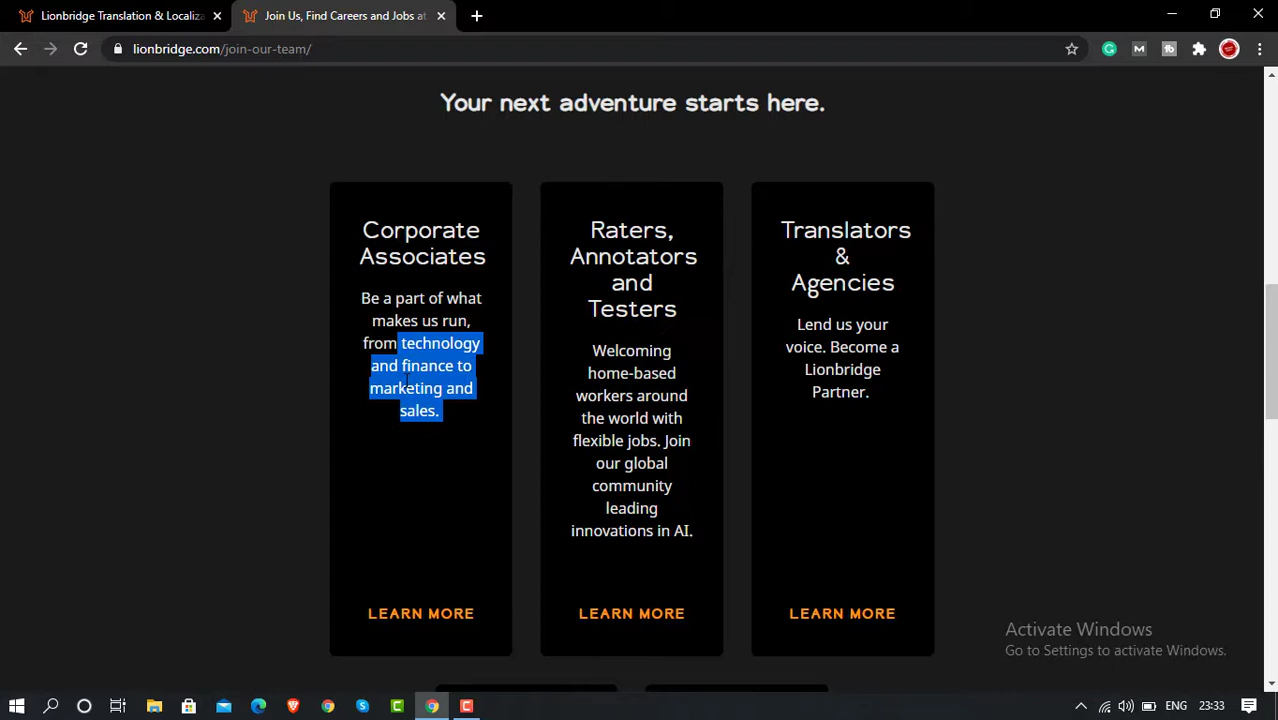 Lionbridge Translation & Localiza
Join Us, Find Careers and Jobs at
lionbridge.com/join-our-team/
Your next adventure starts here.
Corporate
Associates
Be a part of what
makes us run,
from technology
and finance to
marketing and
sales.
LEARN MORE
Raters,
Annotators
and
Testers
Welcoming
home-based
workers around
the world with
flexible jobs. Join
our global
community
leading
innovations in AI.
LEARN MORE
Translators
&
Agencies
Lend us your
voice. Become a
Lionbridge
Partner.
LEARN MORE
Activate Windows
Go to Settings to activate Windows.
ENG
23:33